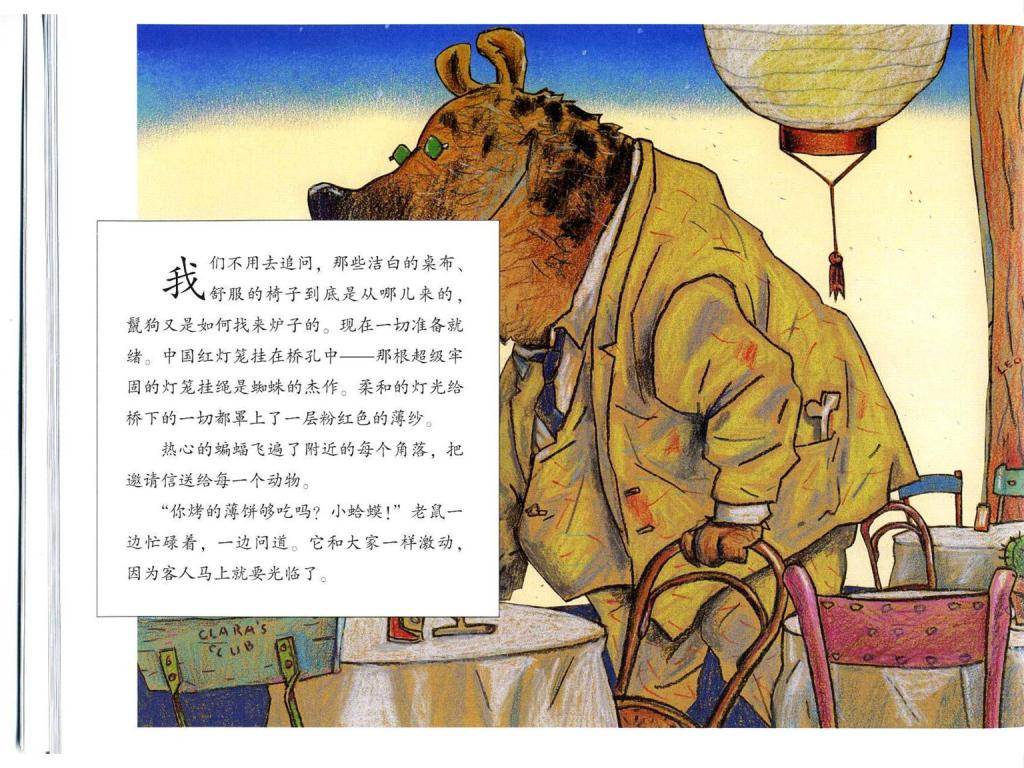 我们不用去追问，那些洁白的桌布、
舒服的椅子到底是从哪儿来的，
鬣狗又是如何找来炉子的。现在一切准备就
绪。中国红灯笼挂在桥孔中——那根超级牢
固的灯笼挂绳是蜘蛛的杰作。柔和的灯光给
桥下的一切都罩上了一层粉红色的薄纱。
热心的蝙蝠飞遍了附近的每个角落，把
邀请信送给每一个动物。
“你烤的薄饼够吃吗？小蛤蟆！”老鼠一
边忙碌着，一边问道。它和大家一样激动，
因为客人马上就要光临了。
CLARA'S
CLUB
LEO